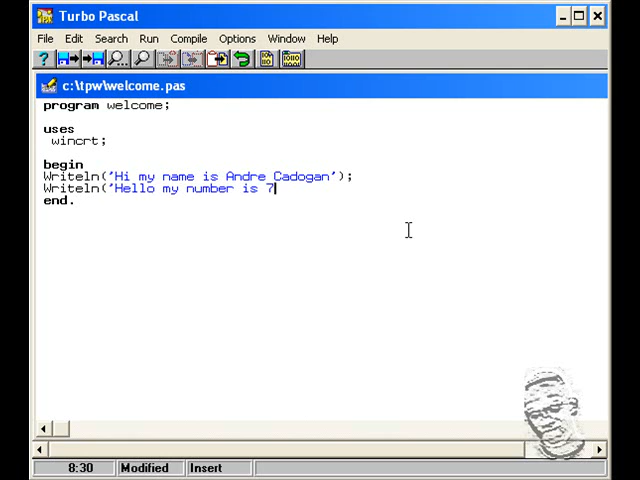 Turbo Pascal
File Edit Search Run Compile Options Window Help
c:\tpw\welcome.pas
program welcome;
uses
wincrt;
begin
Writeln('Hi my name is Andre Cadogan');
Writeln('Hello my number is 7
end.
8:30 Modified Insert